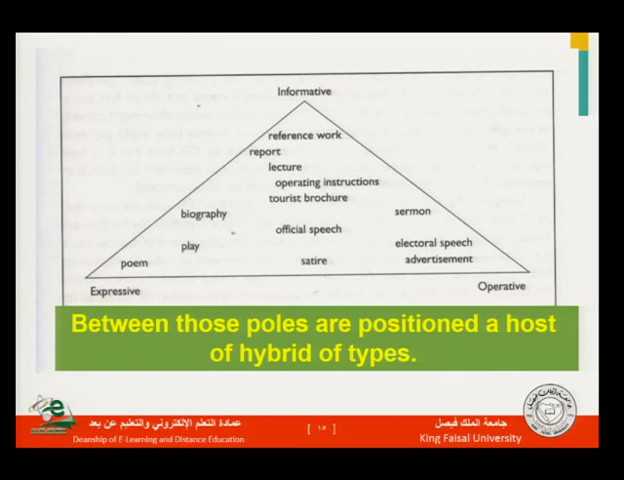 Informative
reference work
report
lecture
operating instructions
tourist brochure
biography
sermon
official speech
play
electoral speech
poem
satire
advertisement
Expressive
Operative
Between those poles are positioned a host
of hybrid of types.
e
عمادة التعلم الإلكتروني والتعليم عن بعد
Deanship of E-Learning and Distance Education
[ ١٥ ]
جامعة الملك فيصل
King Faisal University